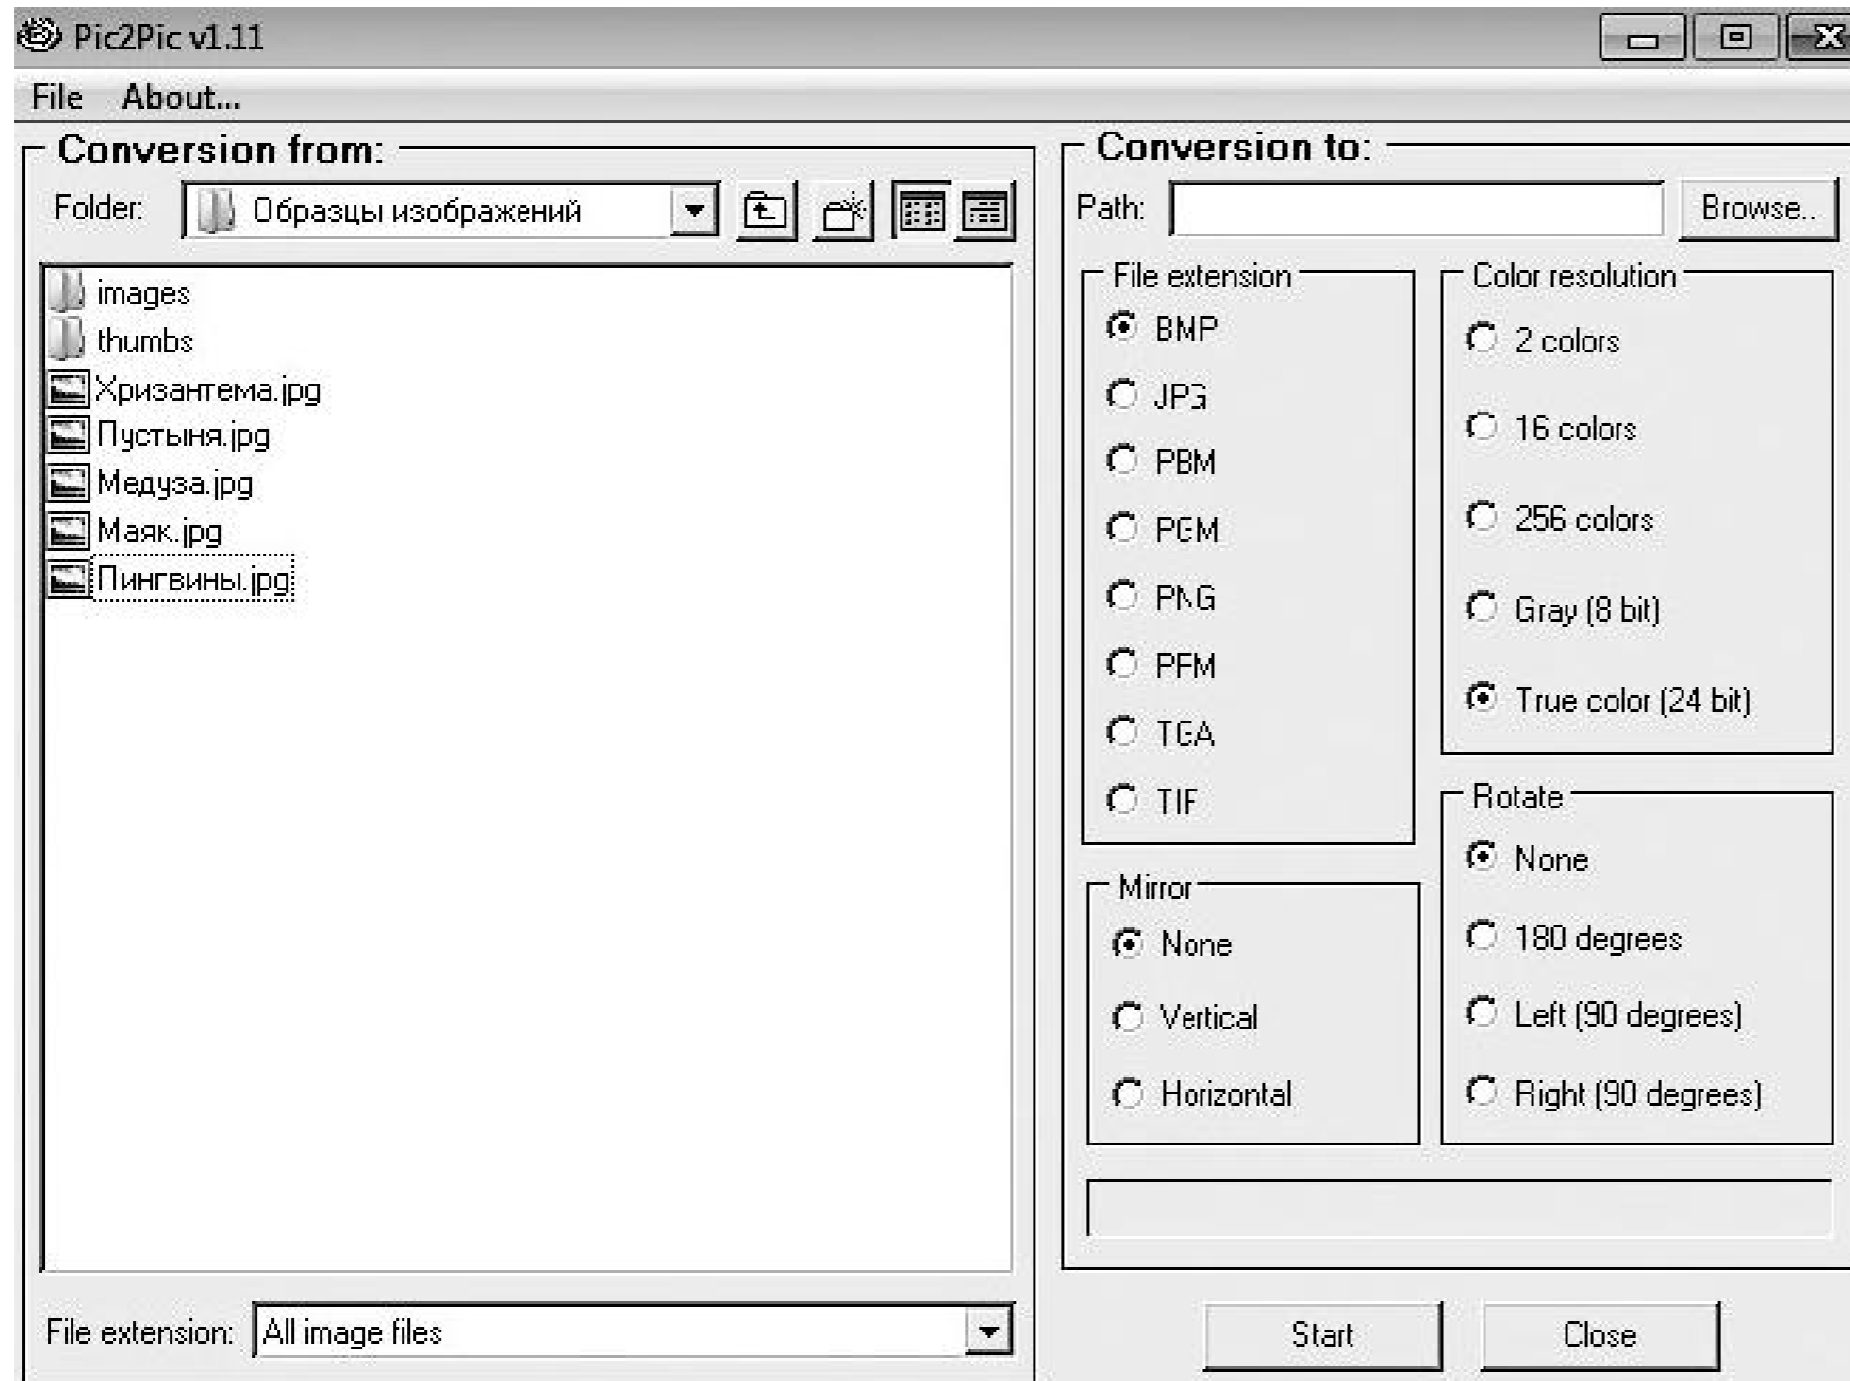 Pic2Pic v1.11
File About...
Conversion from:
Folder: Образцы изображений
images
thumbs
Хризантема.jpg
Пустыня.jpg
Медуза.jpg
Маяк.jpg
Пингвины.jpg
File extension: All image files
Conversion to:
Path: Browse..
File extension
BMP
JPG
PBM
PGM
PNG
PPM
TGA
TIF
Color resolution
2 colors
16 colors
256 colors
Gray (8 bit)
True color (24 bit)
Mirror
None
Vertical
Horizontal
Rotate
None
180 degrees
Left (90 degrees)
Right (90 degrees)
Start Close